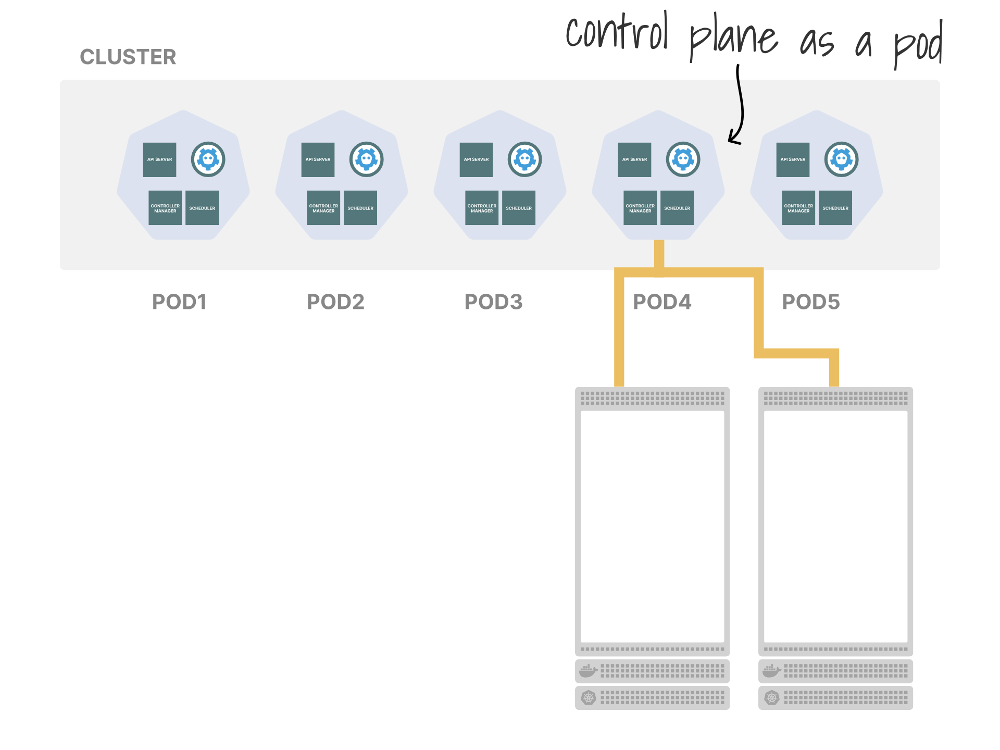 control plane as a pod
CLUSTER
API SERVER
CONTROLLER
MANAGER
SCHEDULER
API SERVER
CONTROLLER
MANAGER
SCHEDULER
API SERVER
CONTROLLER
MANAGER
SCHEDULER
API SERVER
CONTROLLER
MANAGER
SCHEDULER
API SERVER
CONTROLLER
MANAGER
SCHEDULER
POD1
POD2
POD3
POD4
POD5